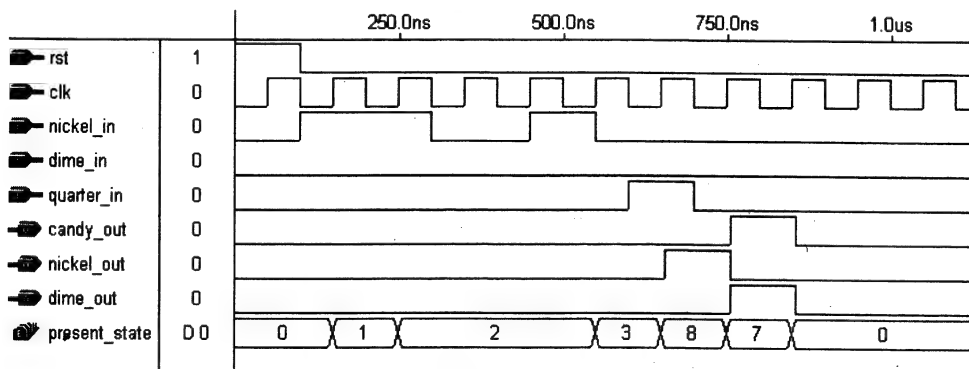 250.0ns 500.0ns 750.0ns 1.0us
rst 1
clk 0
nickel_in 0
dime_in 0
quarter_in 0
candy_out 0
nickel_out 0
dime_out 0
present_state D 0 0 1 2 3 8 7 0